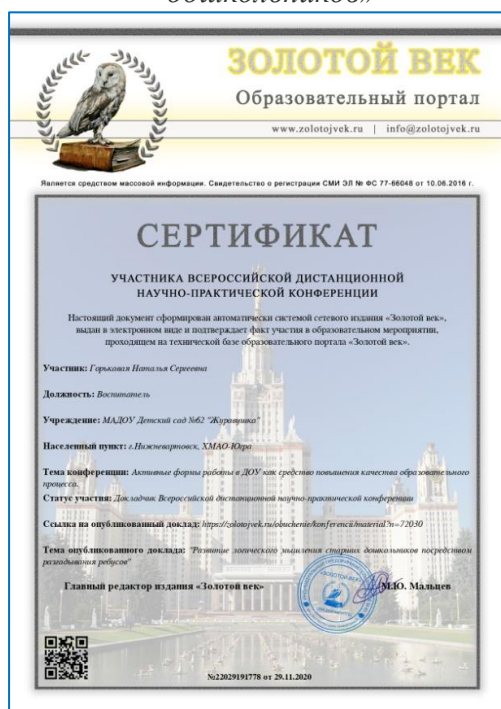 ЗОЛОТОЙ ВЕК
Образовательный портал
www.zolotojvek.ru | info@zolotojvek.ru
Является средством массовой информации. Свидетельство о регистрации СМИ ЭЛ № ФС 77-66048 от 10.06.2016 г.
СЕРТИФИКАТ
УЧАСТНИКА ВСЕРОССИЙСКОЙ ДИСТАНЦИОННОЙ
НАУЧНО-ПРАКТИЧЕСКОЙ КОНФЕРЕНЦИИ
Настоящий документ сформирован автоматически системой сетевого издания «Золотой век»,
выдан в электронном виде и подтверждает факт участия в образовательном мероприятии,
проходящем на технической базе образовательного портала «Золотой век».
Участник: Горьковая Наталья Сергеевна
Должность: Воспитатель
Учреждение: МАДОУ Детский сад №62 "Журавушка"
Населенный пункт: г.Нижневартовск, ХМАО-Югра
Тема конференции: Активные формы работы в ДОУ как средство повышения качества образовательного
процесса.
Статус участия: Докладчик Всероссийской дистанционной научно-практической конференции
Ссылка на опубликованный доклад: https://zolotojvek.ru/obuchenie/konferencii/material?n=72030
Тема опубликованного доклада: "Развитие логического мышления старших дошкольников посредством
разгадывания ребусов"
Главный редактор издания «Золотой век» М.Ю. Мальцев
№22029191778 от 29.11.2020